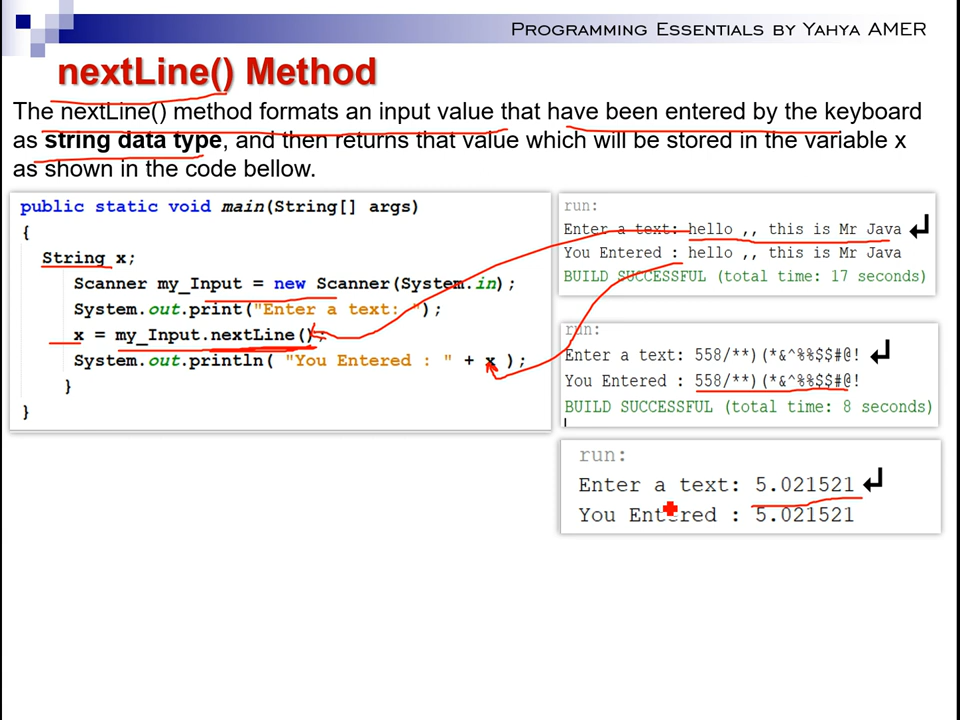 Programming Essentials by Yahya AMER
nextLine() Method
The nextLine() method formats an input value that have been entered by the keyboard
as string data type, and then returns that value which will be stored in the variable x
as shown in the code bellow.
public static void main(String[] args)
{
String x;
Scanner my_Input = new Scanner(System.in);
System.out.print("Enter a text: ");
x = my_Input.nextLine();
System.out.println( "You Entered : " + x );
}
}
run:
Enter a text: hello ,, this is Mr Java
You Entered : hello ,, this is Mr Java
BUILD SUCCESSFUL (total time: 17 seconds)
run:
Enter a text: 558/**)(*&^%%$$#@!
You Entered : 558/**)(*&^%%$$#@!
BUILD SUCCESSFUL (total time: 8 seconds)
run:
Enter a text: 5.021521
You Entered : 5.021521